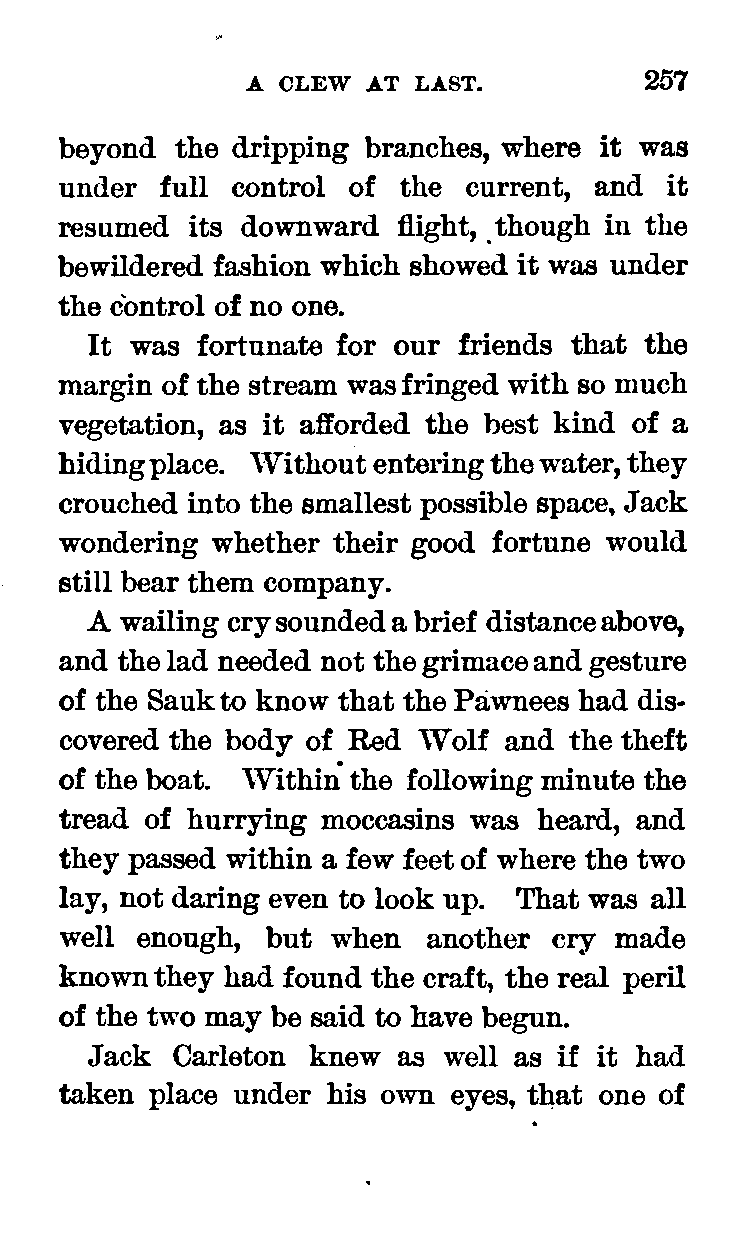 A CLEW AT LAST. 257
beyond the dripping branches, where it was
under full control of the current, and it
resumed its downward flight, though in the
bewildered fashion which showed it was under
the control of no one.
It was fortunate for our friends that the
margin of the stream was fringed with so much
vegetation, as it afforded the best kind of a
hiding place. Without entering the water, they
crouched into the smallest possible space, Jack
wondering whether their good fortune would
still bear them company.
A wailing cry sounded a brief distance above,
and the lad needed not the grimace and gesture
of the Sauk to know that the Pawnees had dis-
covered the body of Red Wolf and the theft
of the boat. Within the following minute the
tread of hurrying moccasins was heard, and
they passed within a few feet of where the two
lay, not daring even to look up. That was all
well enough, but when another cry made
known they had found the craft, the real peril
of the two may be said to have begun.
Jack Carleton knew as well as if it had
taken place under his own eyes, that one of